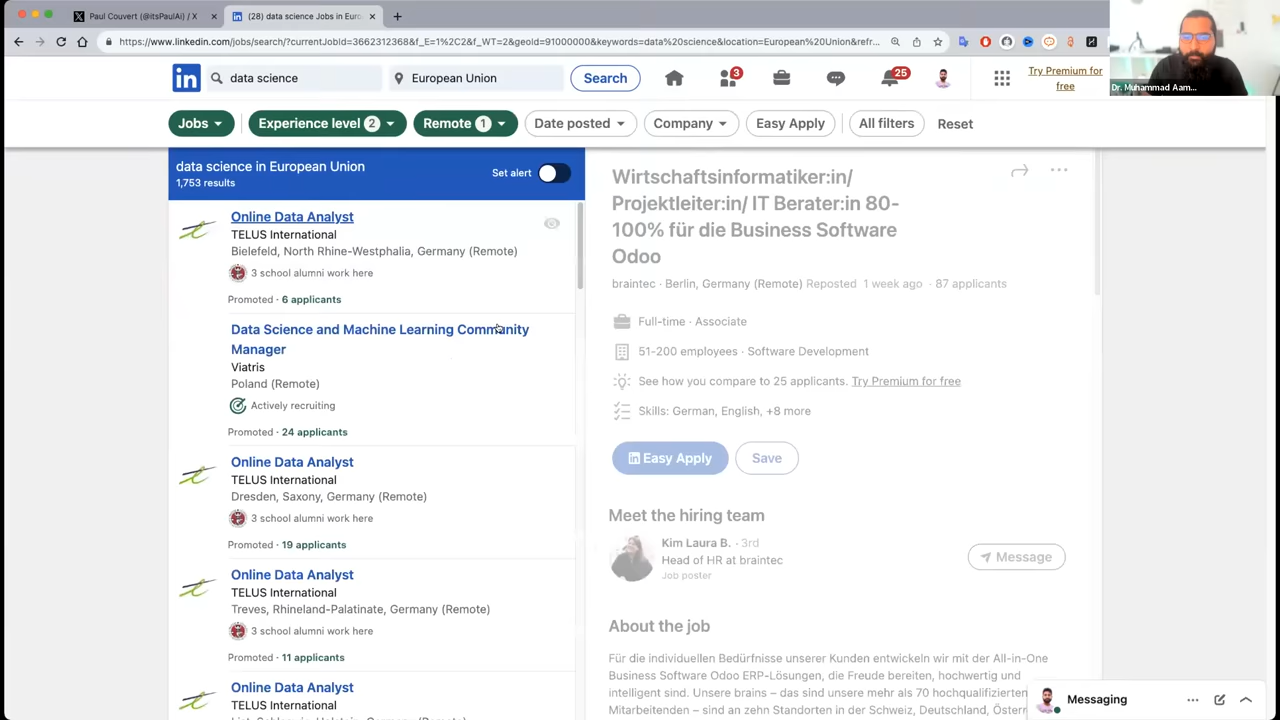 Paul Couvert (@itsPaulAi) / X
(28) data science Jobs in Euro
https://www.linkedin.com/jobs/search/?currentJobId=3662312368&f_E=1%2C2&f_WT=2&geoId=91000000&keywords=data%20science&location=European%20Union&refr...
Dr. Muhammad Aam...
in
data science
European Union
Search
3
25
Try Premium for
free
Jobs
Experience level 2
Remote 1
Date posted
Company
Easy Apply
All filters
Reset
data science in European Union
1,753 results
Set alert
Online Data Analyst
TELUS International
Bielefeld, North Rhine-Westphalia, Germany (Remote)
3 school alumni work here
Promoted · 6 applicants
Data Science and Machine Learning Community
Manager
Viatris
Poland (Remote)
Actively recruiting
Promoted · 24 applicants
Online Data Analyst
TELUS International
Dresden, Saxony, Germany (Remote)
3 school alumni work here
Promoted · 19 applicants
Online Data Analyst
TELUS International
Treves, Rhineland-Palatinate, Germany (Remote)
3 school alumni work here
Promoted · 11 applicants
Online Data Analyst
TELUS International
Wirtschaftsinformatiker:in/
Projektleiter:in/ IT Berater:in 80-
100% für die Business Software
Odoo
braintec · Berlin, Germany (Remote) Reposted 1 week ago · 87 applicants
Full-time · Associate
51-200 employees · Software Development
See how you compare to 25 applicants. Try Premium for free
Skills: German, English, +8 more
in Easy Apply
Save
Meet the hiring team
Kim Laura B. · 3rd
Head of HR at braintec
Job poster
Message
About the job
Für die individuellen Bedürfnisse unserer Kunden entwickeln wir mit der All-in-One
Business Software Odoo ERP-Lösungen, die Freude bereiten, hochwertig und
intelligent sind. Unsere brains – das sind unsere mehr als 70 hochqualifizierten
Mitarbeitenden – sind an zehn Standorten in der Schweiz, Deutschland,
Messaging